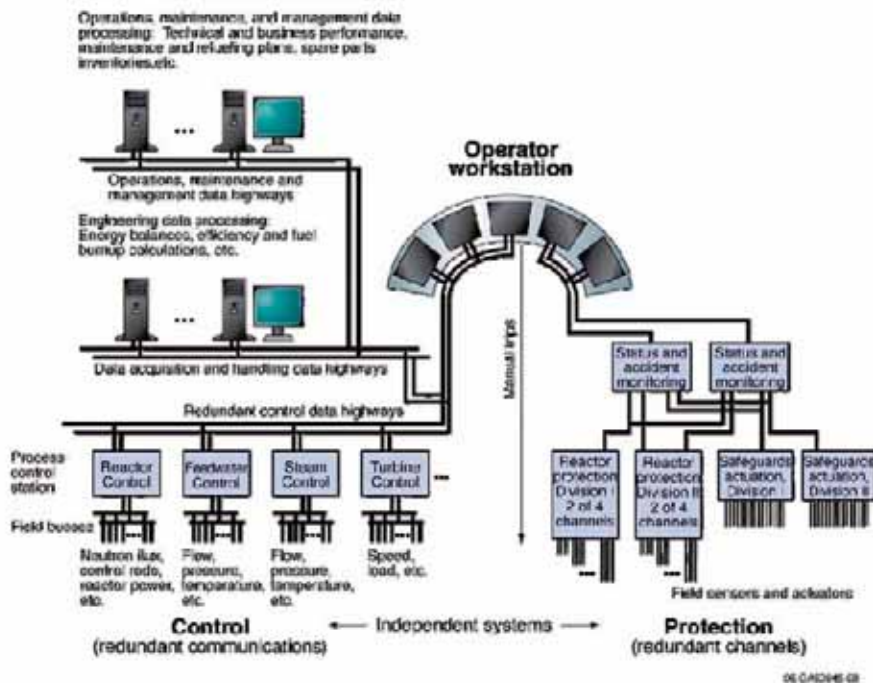 Operations, maintenance, and management data
processing: Technical and business performance,
maintenance and refueling plans, spare parts
inventories,etc.
Operations, maintenance and
management data highways
Engineering data processing:
Energy balances, efficiency and fuel
burnup calculations, etc.
Data acquisition and handling data highways
Operator
workstation
Manual trips
Redundant control data highways
Process
control
station
Reactor
Control
Feedwater
Control
Steam
Control
Turbine
Control
Field busses
Neutron flux,
control rods,
reactor power,
etc.
Flow,
pressure,
temperature,
etc.
Flow,
pressure,
temperature,
etc.
Speed,
load, etc.
Status and
accident
monitoring
Status and
accident
monitoring
Reactor
protection
Division I
2 of 4
channels
Reactor
protection
Division II
2 of 4
channels
Safeguards
actuation,
Division I
Safeguards
actuation,
Division II
Field sensors and actuators
Control
(redundant communications)
Independent systems
Protection
(redundant channels)